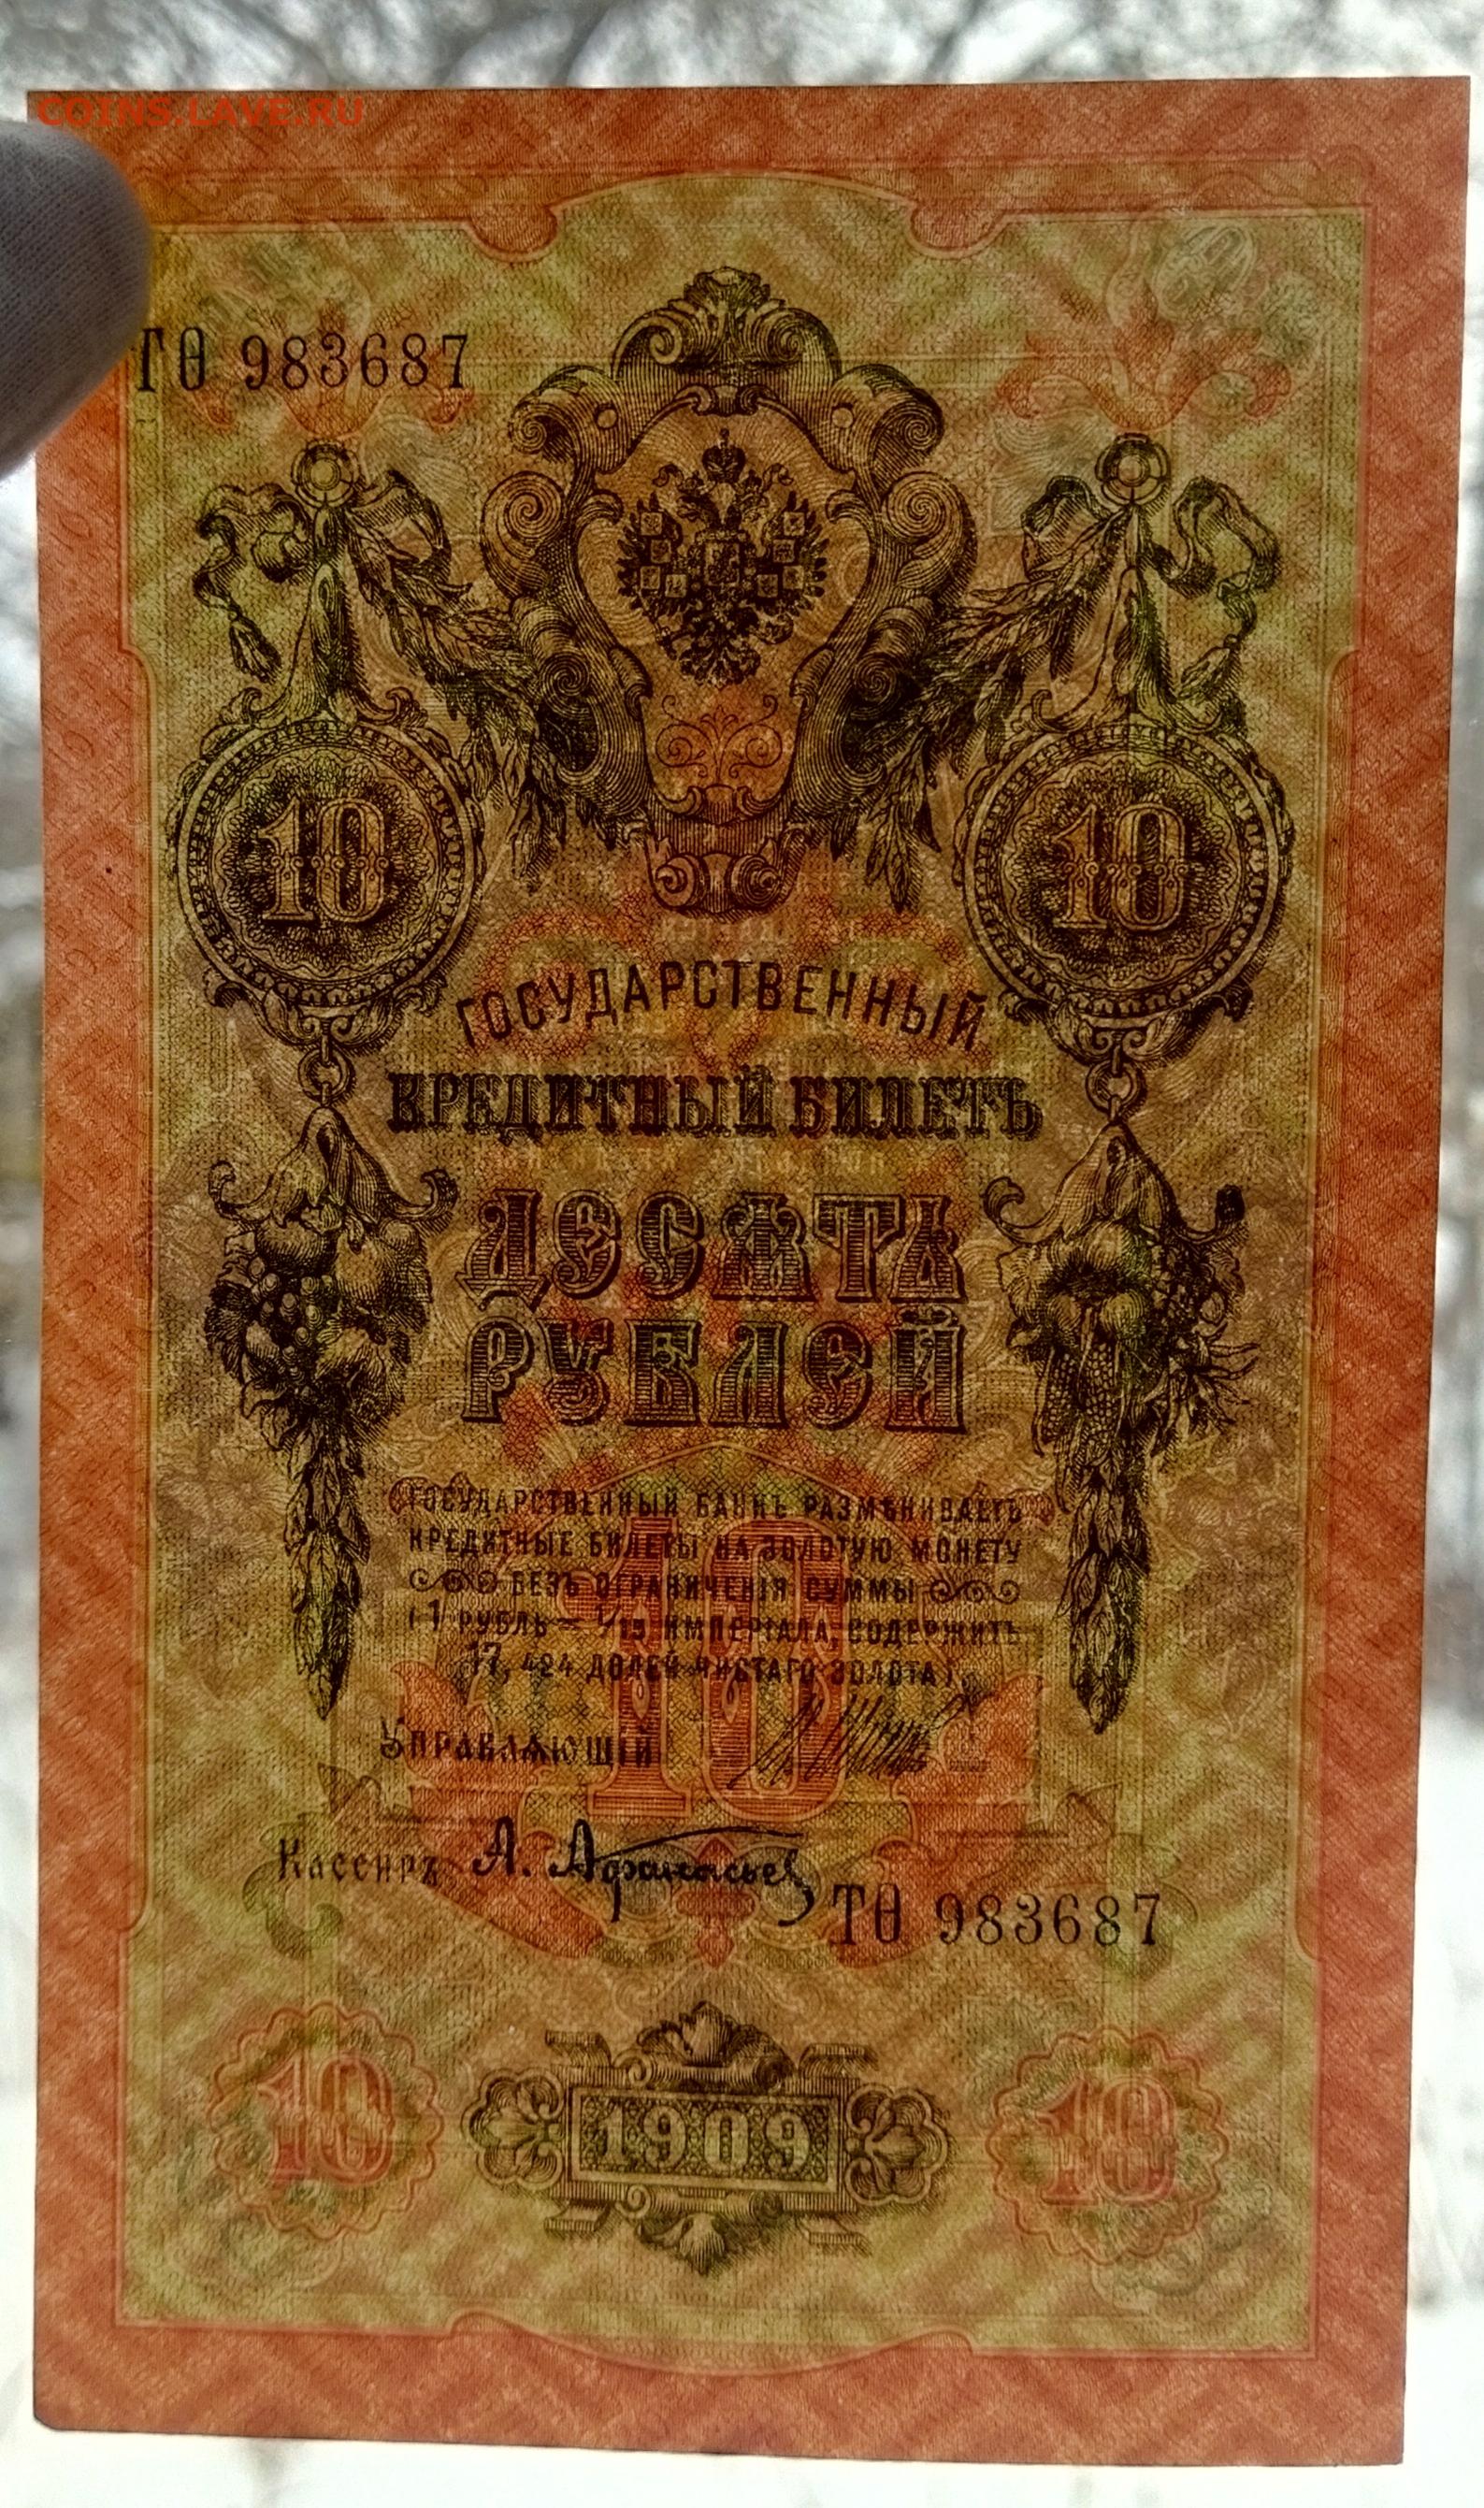 COINS.LAVE.RU
ТѲ 983687
10 10
ГОСУДАРСТВЕННЫЙ
КРЕДИТНЫЙ БИЛЕТЪ
ДЕСЯТЬ
РУБЛЕЙ
ГОСУДАРСТВЕННЫЙ БАНКЪ РАЗМѢНИВАЕТЪ
КРЕДИТНЫЕ БИЛЕТЫ НА ЗОЛОТУЮ МОНЕТУ
БЕЗЪ ОГРАНИЧЕНІЯ СУММЫ
(1 РУБЛЬ = 1/15 ИМПЕРІАЛА, СОДЕРЖИТЪ
17,424 ДОЛЕЙ ЧИСТАГО ЗОЛОТА).
10
Управляющій
Кассиръ А. Афанасьев
ТѲ 983687
10 10
1909